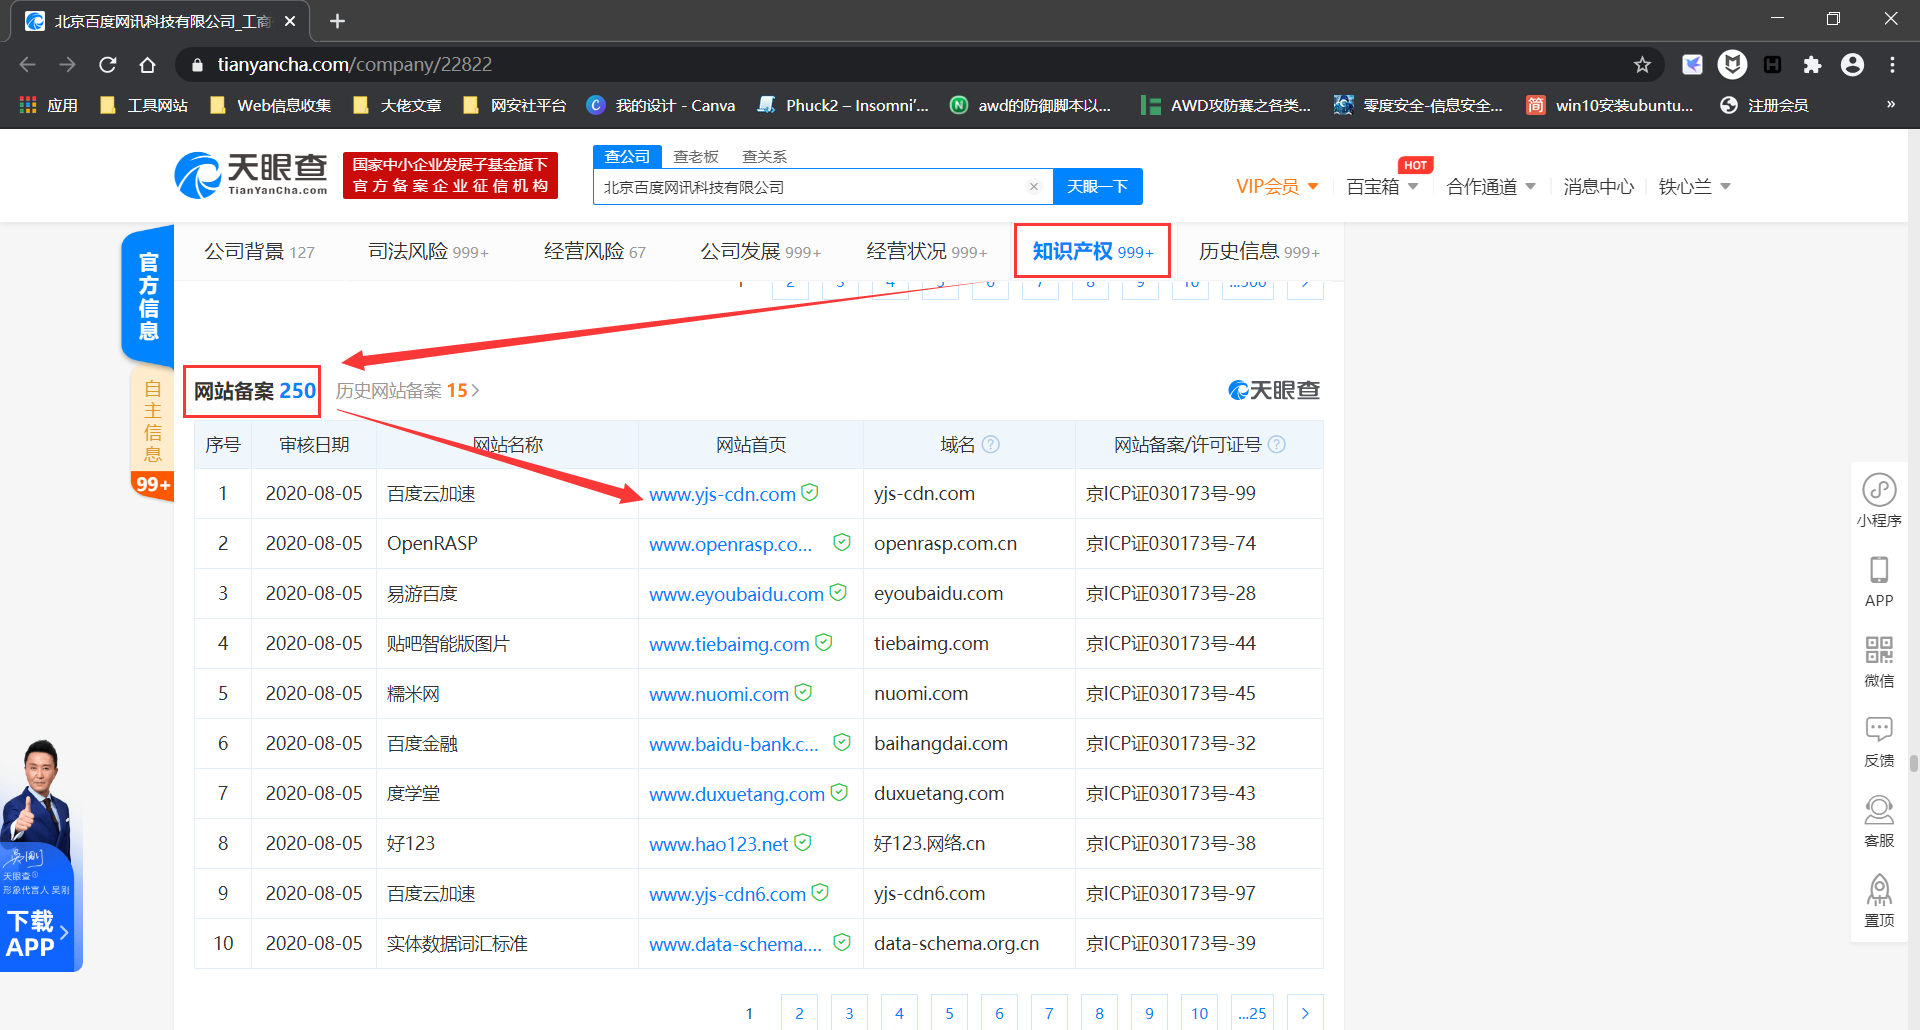 北京百度网讯科技有限公司_工商
tianyancha.com/company/22822
应用 工具网站 Web信息收集 大佬文章 网安社平台 我的设计 - Canva Phuck2 – Insomni'... awd的防御脚本以... AWD攻防赛之各类... 零度安全-信息安全... win10安装ubuntu... 注册会员 »
天眼查
TianYanCha.com
国家中小企业发展子基金旗下
官方备案企业征信机构
查公司 查老板 查关系
北京百度网讯科技有限公司 天眼一下
HOT
VIP会员 百宝箱 合作通道 消息中心 铁心兰
公司背景 127 司法风险 999+ 经营风险 67 公司发展 999+ 经营状况 999+ 知识产权 999+ 历史信息 999+
1 2 3 4 5 6 7 8 9 10 ...500 >
官方信息
自主信息
99+
网站备案 250 历史网站备案 15 >
天眼查
序号 审核日期 网站名称 网站首页 域名 网站备案/许可证号
1 2020-08-05 百度云加速 www.yjs-cdn.com yjs-cdn.com 京ICP证030173号-99
2 2020-08-05 OpenRASP www.openrasp.co... openrasp.com.cn 京ICP证030173号-74
3 2020-08-05 易游百度 www.eyoubaidu.com eyoubaidu.com 京ICP证030173号-28
4 2020-08-05 贴吧智能版图片 www.tiebaimg.com tiebaimg.com 京ICP证030173号-44
5 2020-08-05 糯米网 www.nuomi.com nuomi.com 京ICP证030173号-45
6 2020-08-05 百度金融 www.baidu-bank.c... baihangdai.com 京ICP证030173号-32
7 2020-08-05 度学堂 www.duxuetang.com duxuetang.com 京ICP证030173号-43
8 2020-08-05 好123 www.hao123.net 好123.网络.cn 京ICP证030173号-38
9 2020-08-05 百度云加速 www.yjs-cdn6.com yjs-cdn6.com 京ICP证030173号-97
10 2020-08-05 实体数据词汇标准 www.data-schema.... data-schema.org.cn 京ICP证030173号-39
1 2 3 4 5 6 7 8 9 10 ...25 >
小程序
APP
微信
反馈
客服
置顶
天眼查®
形象代言人 吴刚
下载
APP